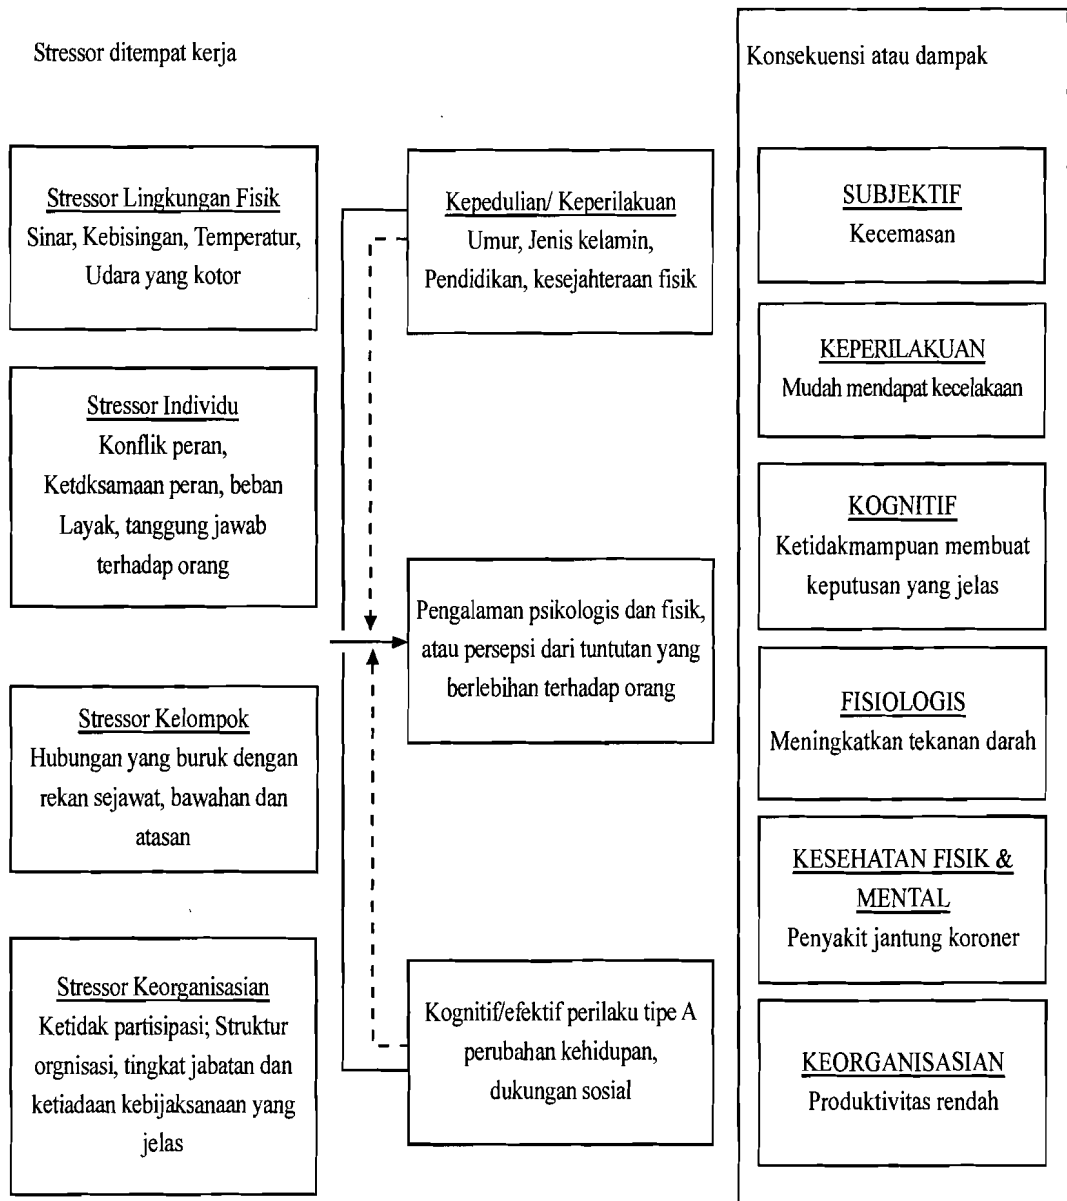 Stressor ditempat kerja
Stressor Lingkungan Fisik
Sinar, Kebisingan, Temperatur,
Udara yang kotor
Stressor Individu
Konflik peran,
Ketdksamaan peran, beban
Layak, tanggung jawab
terhadap orang
Stressor Kelompok
Hubungan yang buruk dengan
rekan sejawat, bawahan dan
atasan
Stressor Keorganisasian
Ketidak partisipasi; Struktur
orgnisasi, tingkat jabatan dan
ketiadaan kebijaksanaan yang
jelas
Kepedulian/ Keperilakuan
Umur, Jenis kelamin,
Pendidikan, kesejahteraan fisik
Pengalaman psikologis dan fisik,
atau persepsi dari tuntutan yang
berlebihan terhadap orang
Kognitif/efektif perilaku tipe A
perubahan kehidupan,
dukungan sosial
Konsekuensi atau dampak
SUBJEKTIF
Kecemasan
KEPERILAKUAN
Mudah mendapat kecelakaan
KOGNITIF
Ketidakmampuan membuat
keputusan yang jelas
FISIOLOGIS
Meningkatkan tekanan darah
KESEHATAN FISIK &
MENTAL
Penyakit jantung koroner
KEORGANISASIAN
Produktivitas rendah